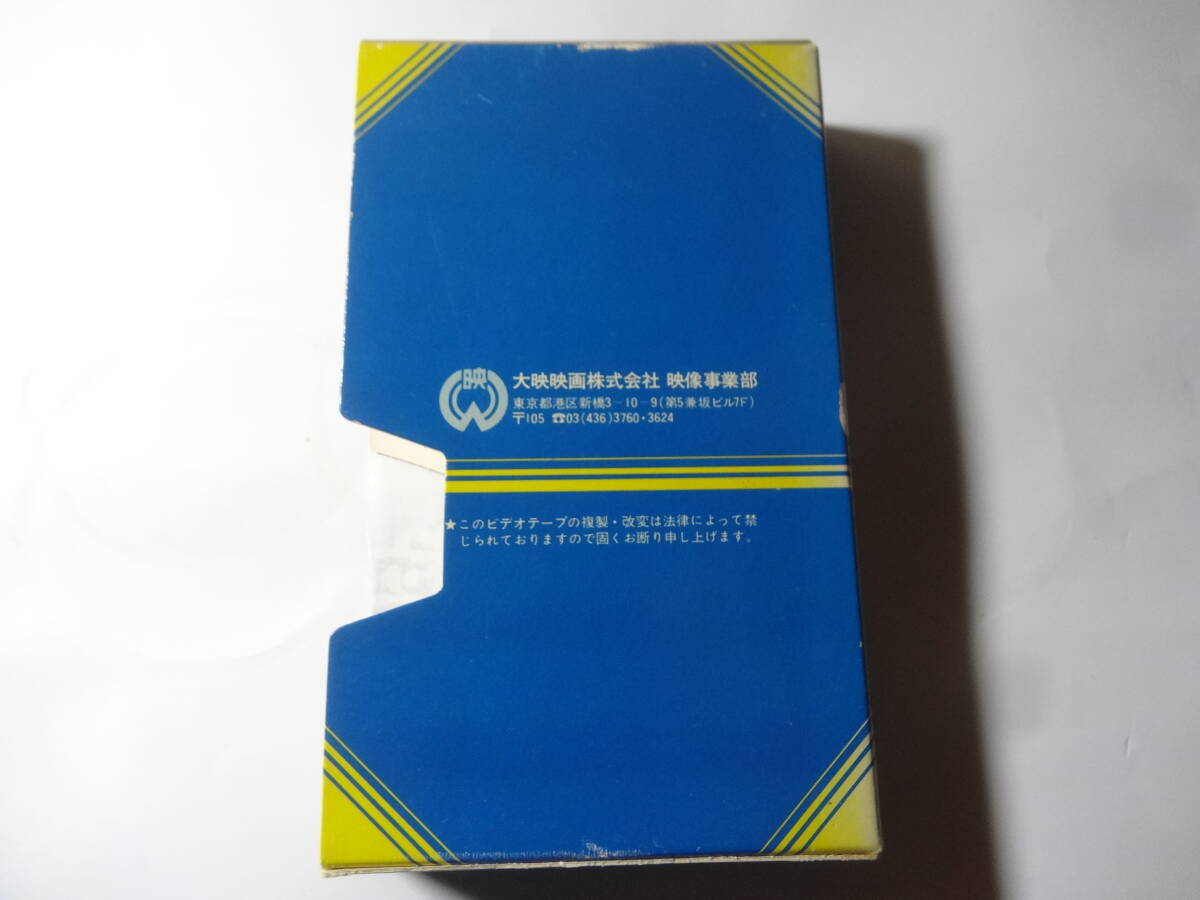 映
大映映画株式会社 映像事業部
東京都港区新橋3-10-9(第5兼坂ビル7F)
〒105 ☎03(436)3760・3624
★このビデオテープの複製・改変は法律によって禁
じられておりますので固くお断り申し上げます。